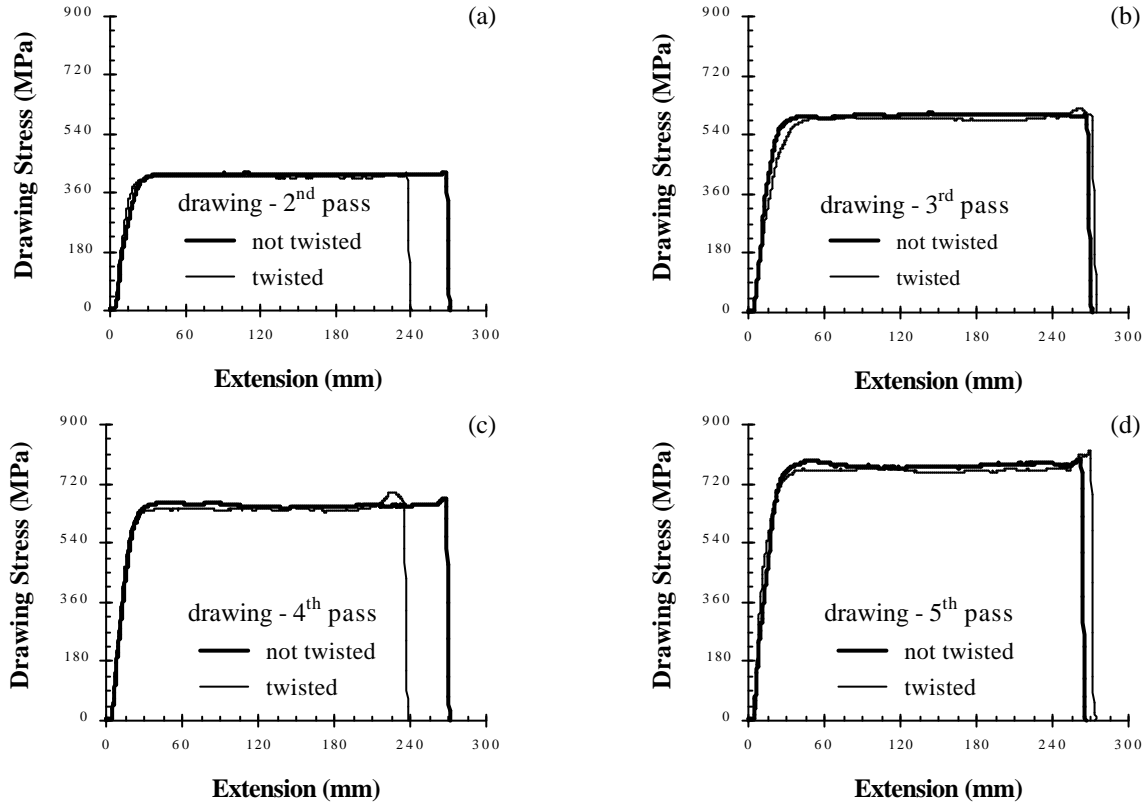 (a)
Drawing Stress (MPa)
900
720
540
360
180
0
drawing - 2nd pass
not twisted
twisted
0 60 120 180 240 300
Extension (mm)
(b)
Drawing Stress (MPa)
900
720
540
360
180
0
drawing - 3rd pass
not twisted
twisted
0 60 120 180 240 300
Extension (mm)
(c)
Drawing Stress (MPa)
900
720
540
360
180
0
drawing - 4th pass
not twisted
twisted
0 60 120 180 240 300
Extension (mm)
(d)
Drawing Stress (MPa)
900
720
540
360
180
0
drawing - 5th pass
not twisted
twisted
0 60 120 180 240 300
Extension (mm)